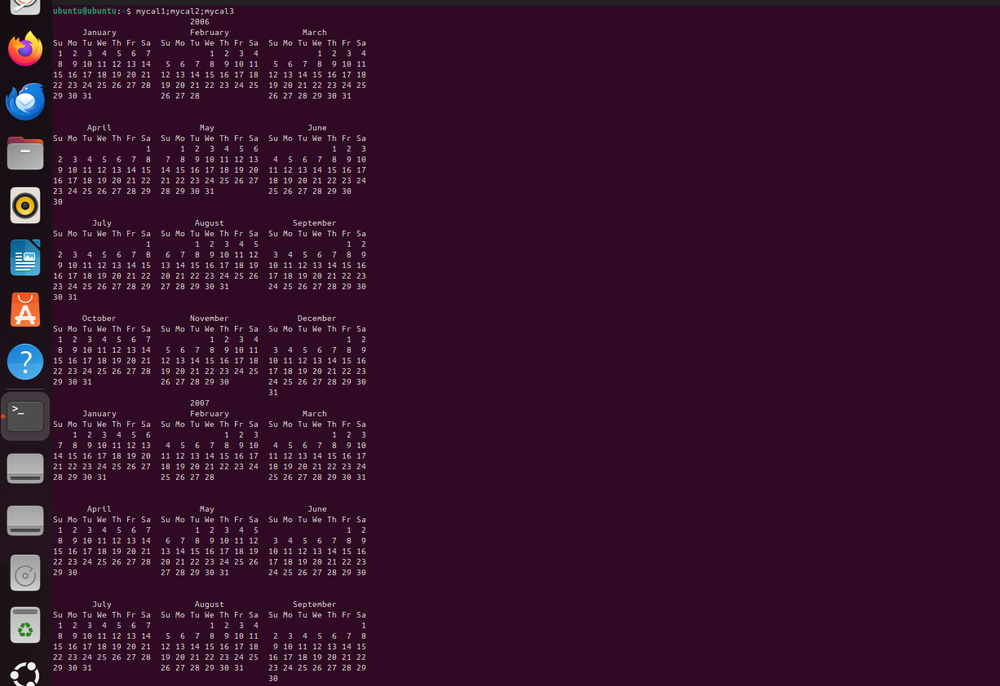 ubuntu@ubuntu:~$ mycal1;mycal2;mycal3
                            2006
      January               February               March
Su Mo Tu We Th Fr Sa  Su Mo Tu We Th Fr Sa  Su Mo Tu We Th Fr Sa
 1  2  3  4  5  6  7            1  2  3  4            1  2  3  4
 8  9 10 11 12 13 14   5  6  7  8  9 10 11   5  6  7  8  9 10 11
15 16 17 18 19 20 21  12 13 14 15 16 17 18  12 13 14 15 16 17 18
22 23 24 25 26 27 28  19 20 21 22 23 24 25  19 20 21 22 23 24 25
29 30 31              26 27 28              26 27 28 29 30 31
       April                  May                   June
Su Mo Tu We Th Fr Sa  Su Mo Tu We Th Fr Sa  Su Mo Tu We Th Fr Sa
                   1      1  2  3  4  5  6               1  2  3
 2  3  4  5  6  7  8   7  8  9 10 11 12 13   4  5  6  7  8  9 10
 9 10 11 12 13 14 15  14 15 16 17 18 19 20  11 12 13 14 15 16 17
16 17 18 19 20 21 22  21 22 23 24 25 26 27  18 19 20 21 22 23 24
23 24 25 26 27 28 29  28 29 30 31           25 26 27 28 29 30
30
        July                 August              September
Su Mo Tu We Th Fr Sa  Su Mo Tu We Th Fr Sa  Su Mo Tu We Th Fr Sa
                   1         1  2  3  4  5                  1  2
 2  3  4  5  6  7  8   6  7  8  9 10 11 12   3  4  5  6  7  8  9
 9 10 11 12 13 14 15  13 14 15 16 17 18 19  10 11 12 13 14 15 16
16 17 18 19 20 21 22  20 21 22 23 24 25 26  17 18 19 20 21 22 23
23 24 25 26 27 28 29  27 28 29 30 31        24 25 26 27 28 29 30
30 31
      October               November              December
Su Mo Tu We Th Fr Sa  Su Mo Tu We Th Fr Sa  Su Mo Tu We Th Fr Sa
 1  2  3  4  5  6  7            1  2  3  4                  1  2
 8  9 10 11 12 13 14   5  6  7  8  9 10 11   3  4  5  6  7  8  9
15 16 17 18 19 20 21  12 13 14 15 16 17 18  10 11 12 13 14 15 16
22 23 24 25 26 27 28  19 20 21 22 23 24 25  17 18 19 20 21 22 23
29 30 31              26 27 28 29 30        24 25 26 27 28 29 30
                                            31
                            2007
      January               February               March
Su Mo Tu We Th Fr Sa  Su Mo Tu We Th Fr Sa  Su Mo Tu We Th Fr Sa
    1  2  3  4  5  6               1  2  3               1  2  3
 7  8  9 10 11 12 13   4  5  6  7  8  9 10   4  5  6  7  8  9 10
14 15 16 17 18 19 20  11 12 13 14 15 16 17  11 12 13 14 15 16 17
21 22 23 24 25 26 27  18 19 20 21 22 23 24  18 19 20 21 22 23 24
28 29 30 31           25 26 27 28           25 26 27 28 29 30 31
       April                  May                   June
Su Mo Tu We Th Fr Sa  Su Mo Tu We Th Fr Sa  Su Mo Tu We Th Fr Sa
 1  2  3  4  5  6  7         1  2  3  4  5                  1  2
 8  9 10 11 12 13 14   6  7  8  9 10 11 12   3  4  5  6  7  8  9
15 16 17 18 19 20 21  13 14 15 16 17 18 19  10 11 12 13 14 15 16
22 23 24 25 26 27 28  20 21 22 23 24 25 26  17 18 19 20 21 22 23
29 30                 27 28 29 30 31        24 25 26 27 28 29 30
        July                 August              September
Su Mo Tu We Th Fr Sa  Su Mo Tu We Th Fr Sa  Su Mo Tu We Th Fr Sa
 1  2  3  4  5  6  7            1  2  3  4                     1
 8  9 10 11 12 13 14   5  6  7  8  9 10 11   2  3  4  5  6  7  8
15 16 17 18 19 20 21  12 13 14 15 16 17 18   9 10 11 12 13 14 15
22 23 24 25 26 27 28  19 20 21 22 23 24 25  16 17 18 19 20 21 22
29 30 31              26 27 28 29 30 31     23 24 25 26 27 28 29
                                            30